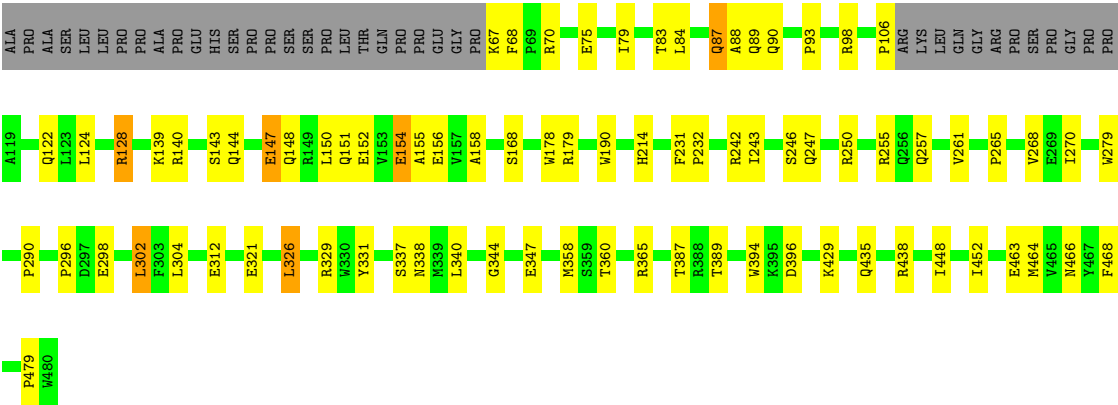 ALA PRO ALA SER LEU LEU PRO PRO ALA PRO GLU HIS SER PRO PRO SER SER PRO LEU THR GLN PRO PRO GLU GLY PRO K67 F68 P69 R70 E75 I79 T83 L84 Q87 A88 Q89 Q90 P93 R98 P106 ARG LYS LEU GLN GLY ARG PRO SER PRO GLY PRO PRO
A119 Q122 L123 L124 R128 K139 R140 S143 Q144 E147 Q148 R149 L150 Q151 E152 V153 E154 A155 E156 V157 A158 S168 W178 R179 W190 H214 F231 P232 R242 I243 S246 Q247 R250 R255 Q256 Q257 V261 P265 V268 E269 I270 W279
P290 P296 D297 E298 L302 F303 L304 E312 E321 L326 R329 W330 Y331 S337 N338 M339 L340 G344 E347 M358 S359 T360 R365 T387 R388 T389 W394 K395 D396 K429 Q435 R438 I448 I452 E463 M464 V465 N466 Y467 F468
P479 W480